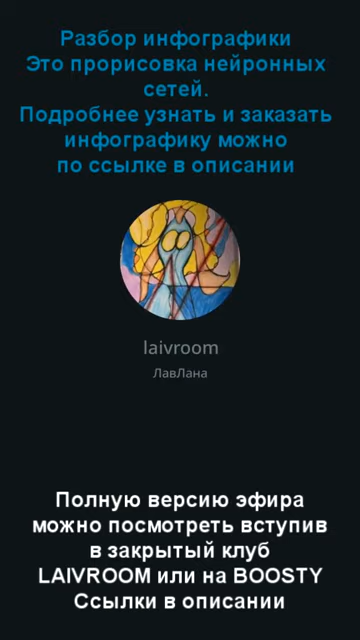 Разбор инфографики
Это прорисовка нейронных
сетей.
Подробнее узнать и заказать
инфографику можно
по ссылке в описании
laivroom
ЛавЛана
Полную версию эфира
можно посмотреть вступив
в закрытый клуб
LAIVROOM или на BOOSTY
Ссылки в описании